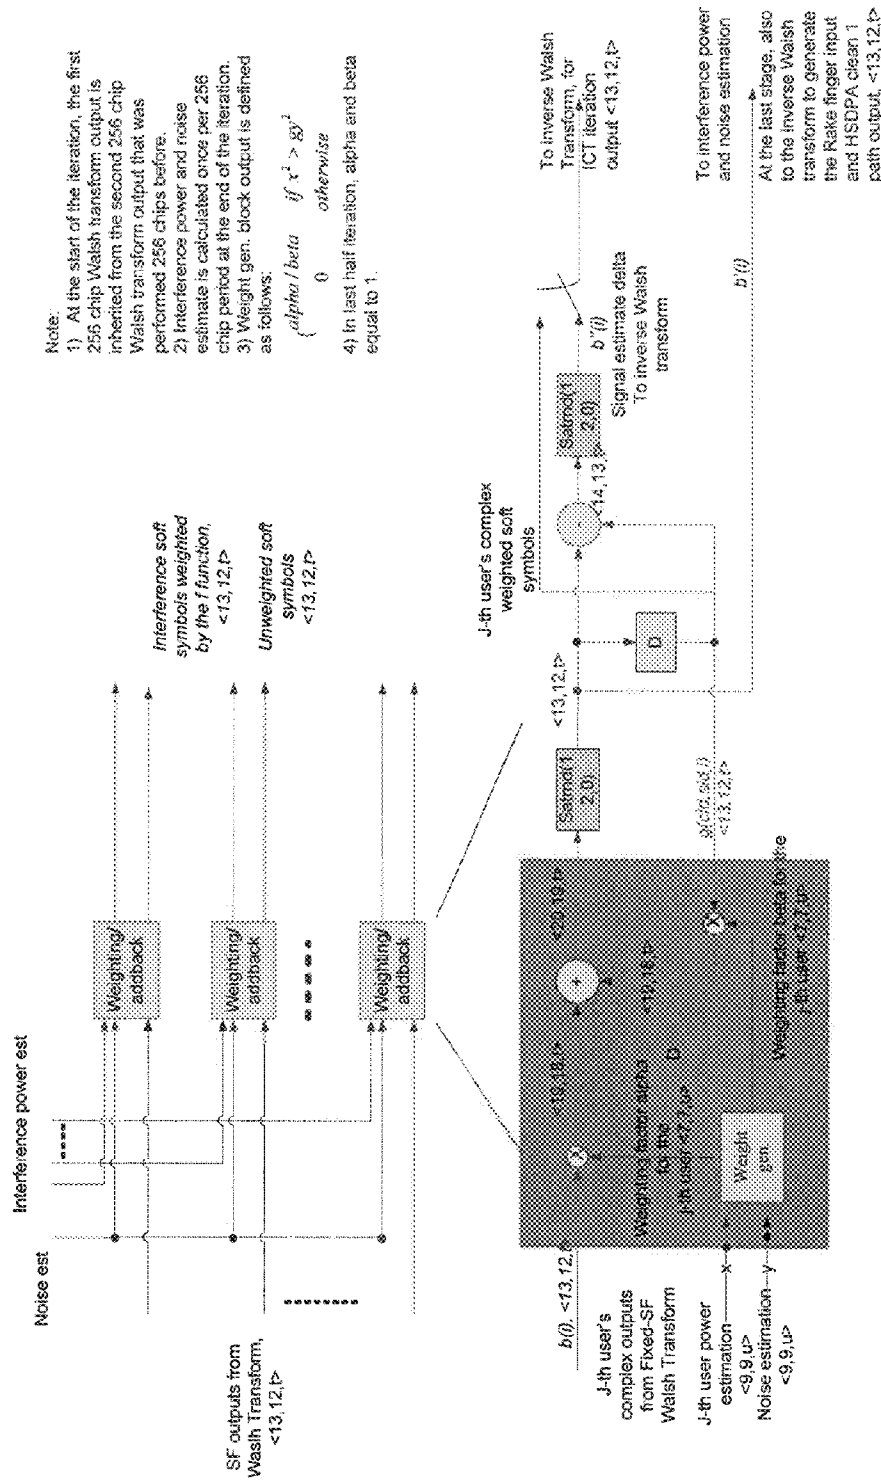 Note:
1) At the start of the iteration, the first
256 chip Walsh transform output is
inherited from the second 256 chip
Walsh transform output that was
performed 256 chips before.
2) Interference power and noise
estimate is calculated once per 256
chip period at the end of the iteration.
3) Weight gen. block output is defined
as follows:
{ alpha / beta if x² > gy²
0 otherwise
4) In last half iteration, alpha and beta
equal to 1.
Interference power est
Noise est
SF outputs from
Waslh Transform,
<13,12,t>
Weighting/
addback
Weighting/
addback
Weighting/
addback
Interference soft
symbols weighted
by the f function,
<13,12,t>
Unweighted soft
symbols
<13,12,t>
b(i), <13,12,t>
J-th user's
complex outputs
from Fixed-SF
Walsh Transform
J-th user power
estimation
<9,9,u>
x
Noise estimation
<9,9,u>
y
Weight
gen.
X
<19,18,t>
Weighting factor alpha
for the
j-th user <7,7,u>
D
+
<20,19,t>
<19,18,t>
X
Weighting factor beta for the
j-th user <7,7,u>
Satrnd(1
2,0)
<13,12,t>
<13,12,t>
D
J-th user's complex
weighted soft
symbols
-
<14,13,t>
Satrnd(1
2,0)
b''(i)
Signal estimate delta
To inverse Walsh
transform
To inverse Walsh
Transform, for
ICT iteration
output <13,12,t>
b'(i)
To interference power
and noise estimation
At the last stage, also
to the Inverse Walsh
transform to generate
the Rake finger input
and HSDPA clean 1
path output, <13,12,t>